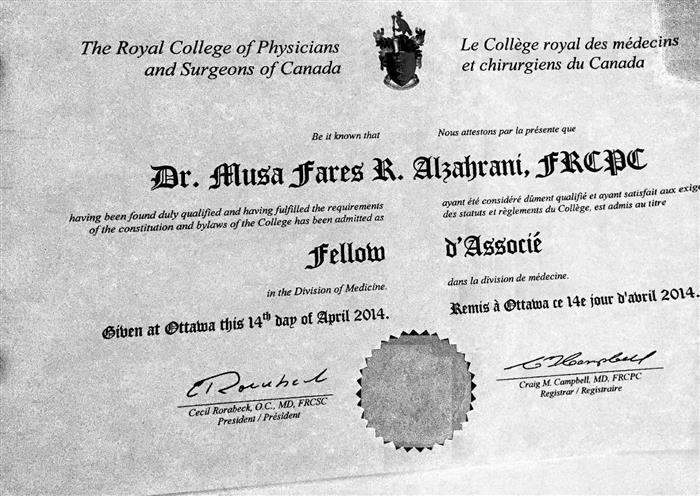 The Royal College of Physicians
and Surgeons of Canada
Le Collège royal des médecins
et chirurgiens du Canada
Be it known that
Nous attestons par la présente que
Dr. Musa Fares R. Alzahrani, FRCPC
having been found duly qualified and having fulfilled the requirements
of the constitution and bylaws of the College has been admitted as
ayant été considéré dûment qualifié et ayant satisfait aux exig
des statuts et règlements du Collège, est admis au titre
Fellow
d'Associé
in the Division of Medicine.
dans la division de médecine.
Given at Ottawa this 14th day of April 2014.
Remis à Ottawa ce 14e jour d'avril 2014.
C Rorabeck
Cecil Rorabeck, O.C., MD, FRCSC
President / Président
C M Campbell
Craig M. Campbell, MD, FRCPC
Registrar / Registraire